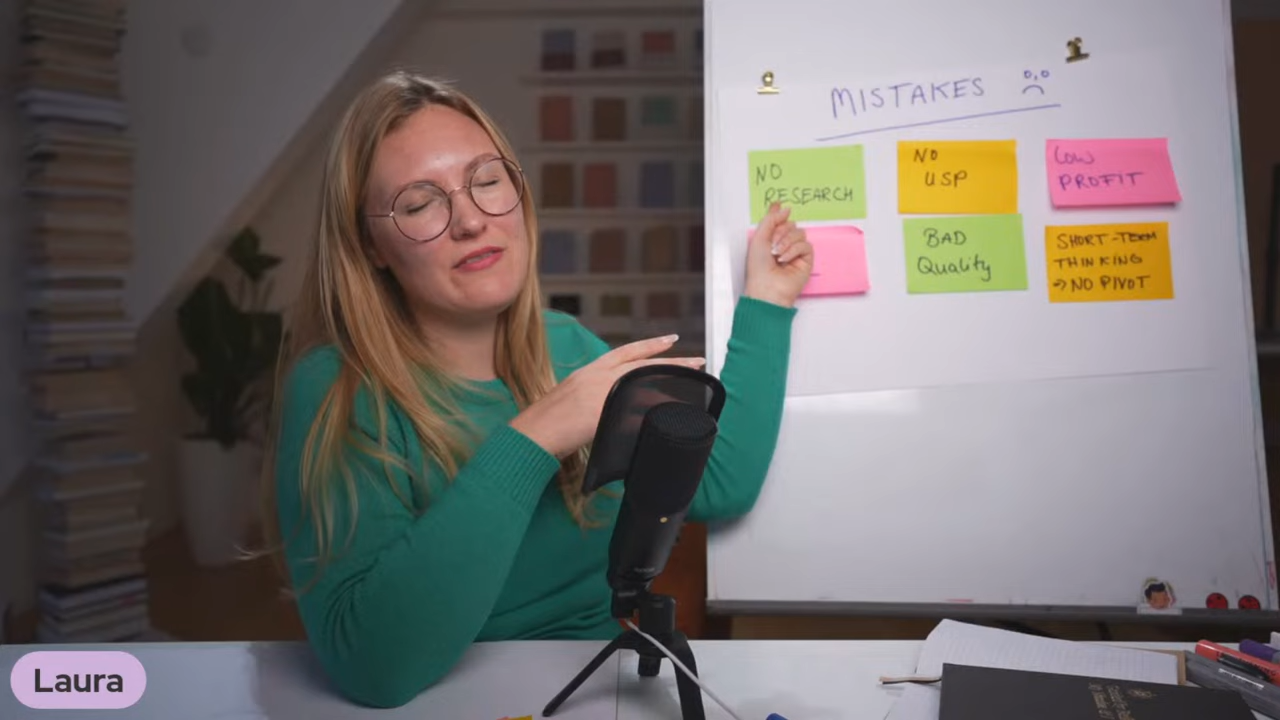 MISTAKES
NO
RESEARCH
NO
USP
LOW
PROFIT
BAD
Quality
SHORT-TERM
THINKING
→ NO PIVOT
Laura